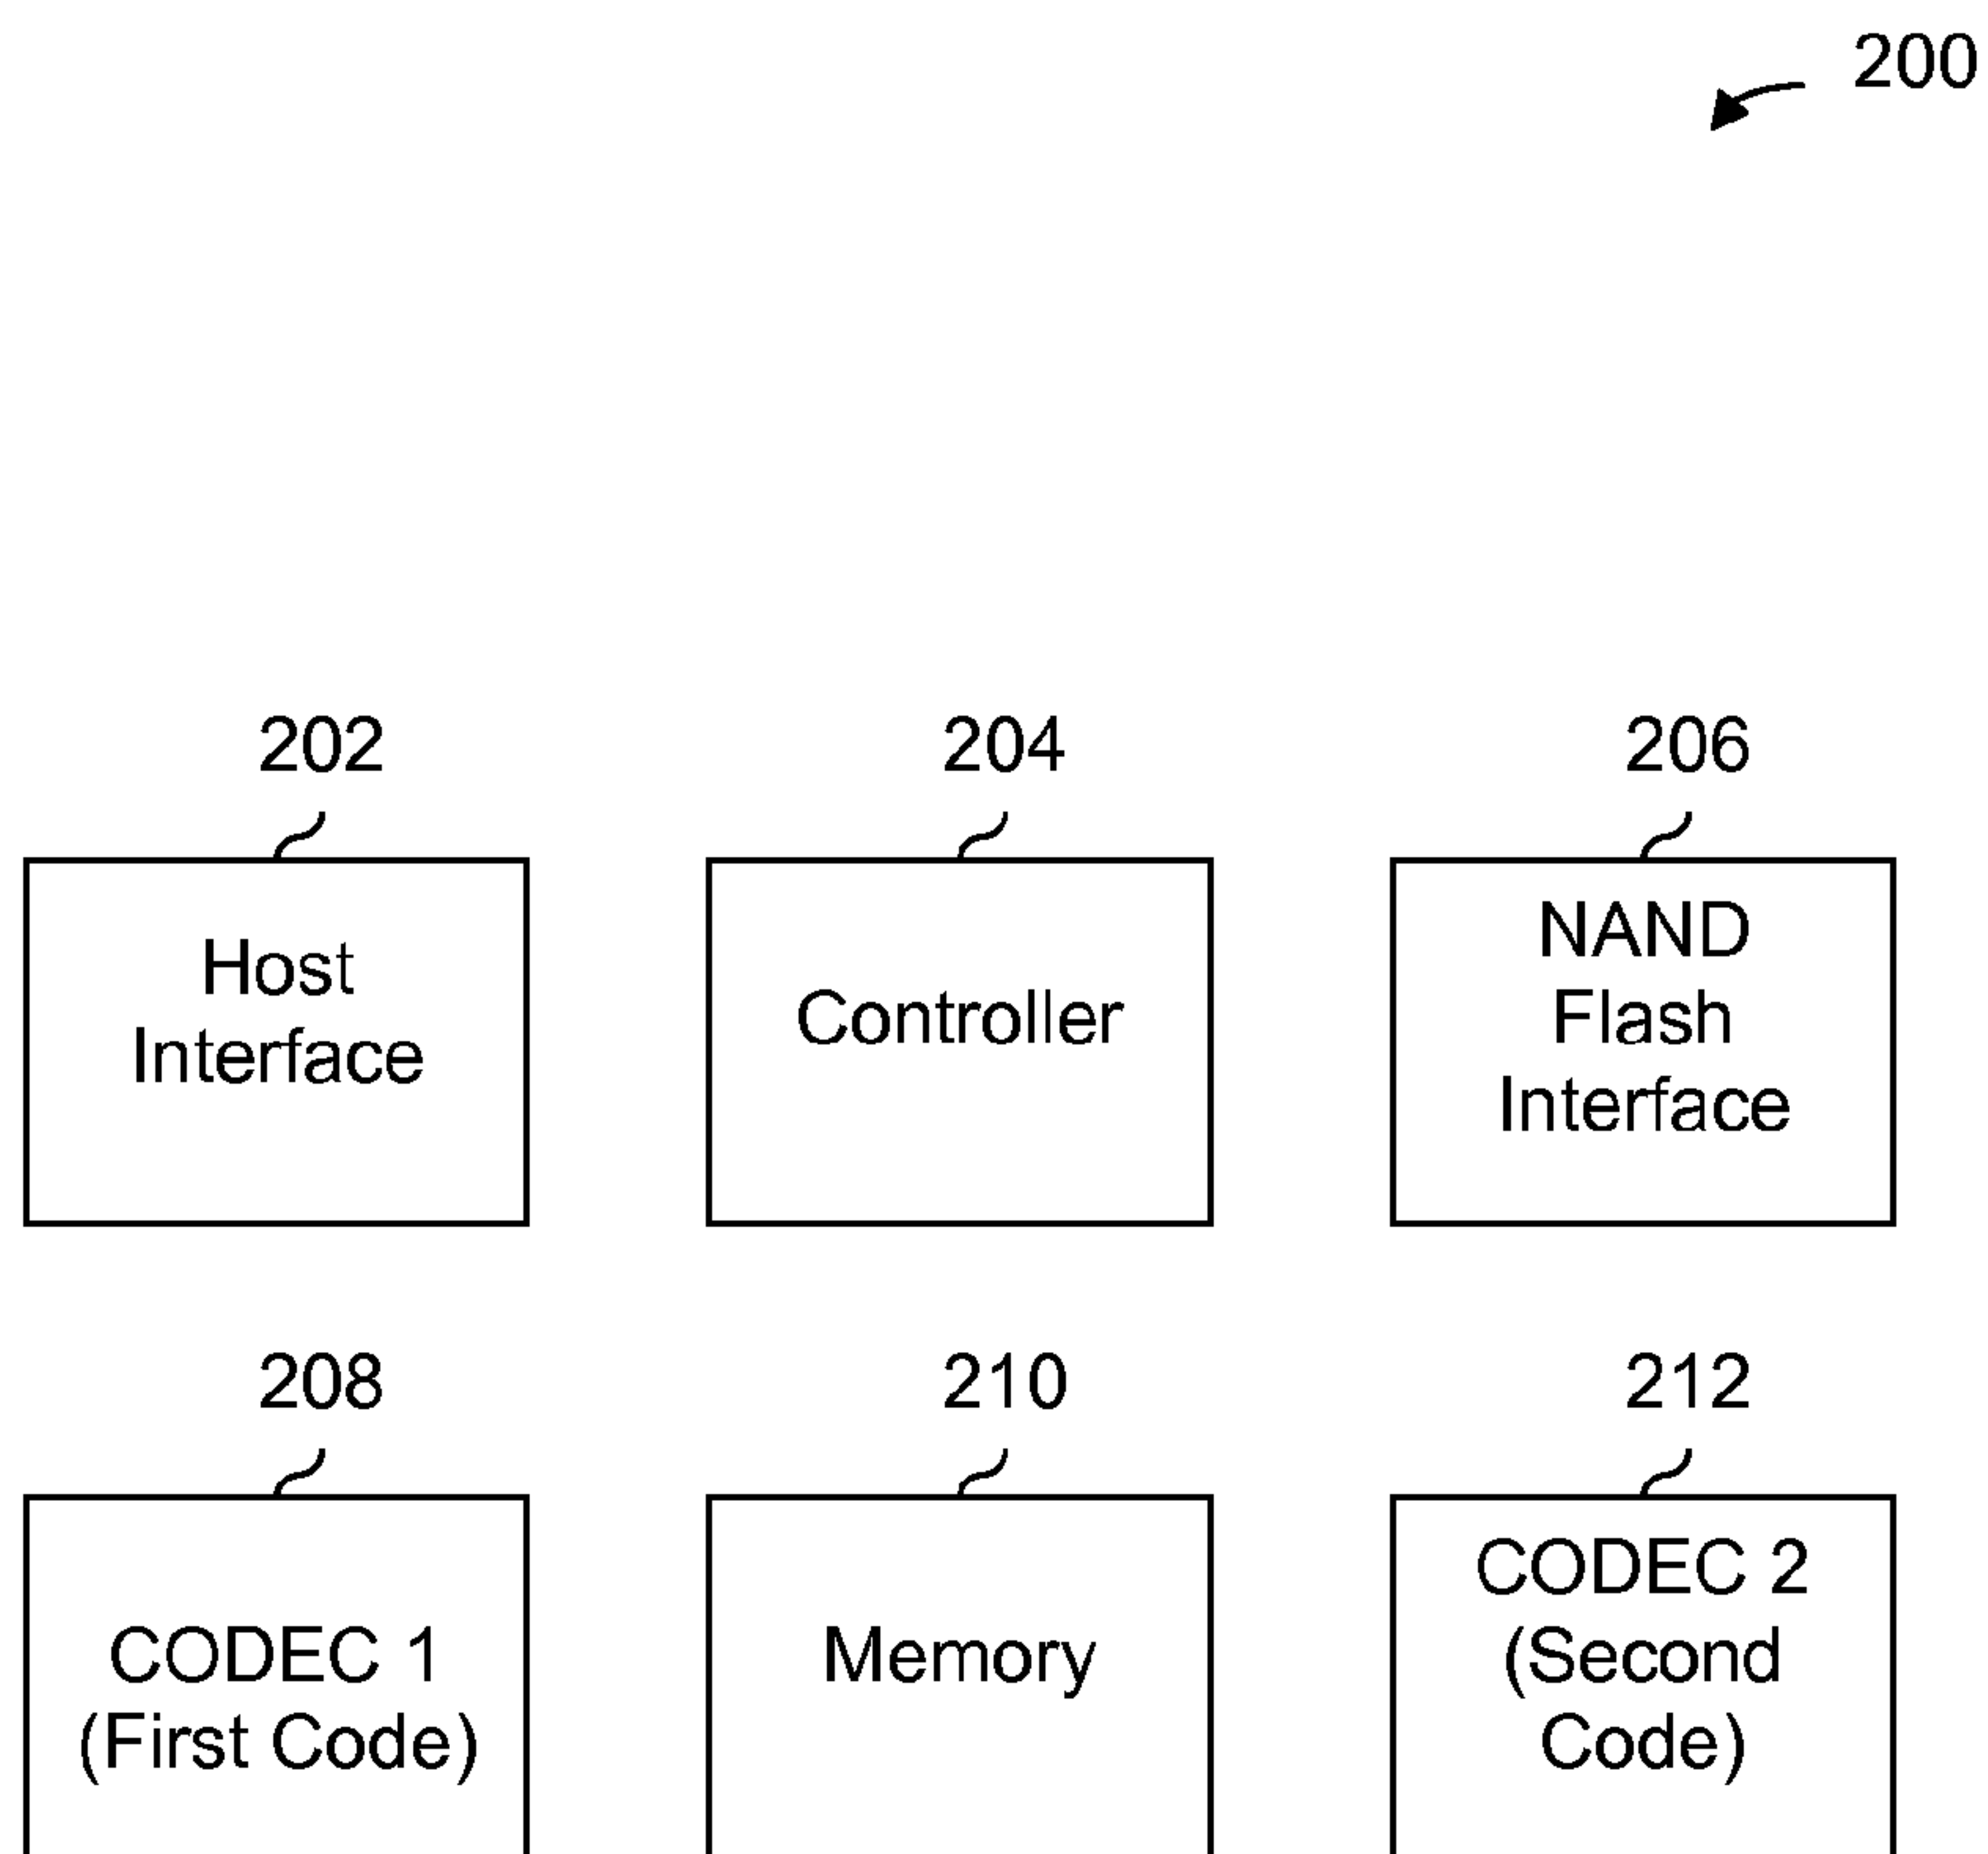 200
202
204
206
Host
Interface
Controller
NAND
Flash
Interface
208
210
212
CODEC 1
(First Code)
Memory
CODEC 2
(Second
Code)